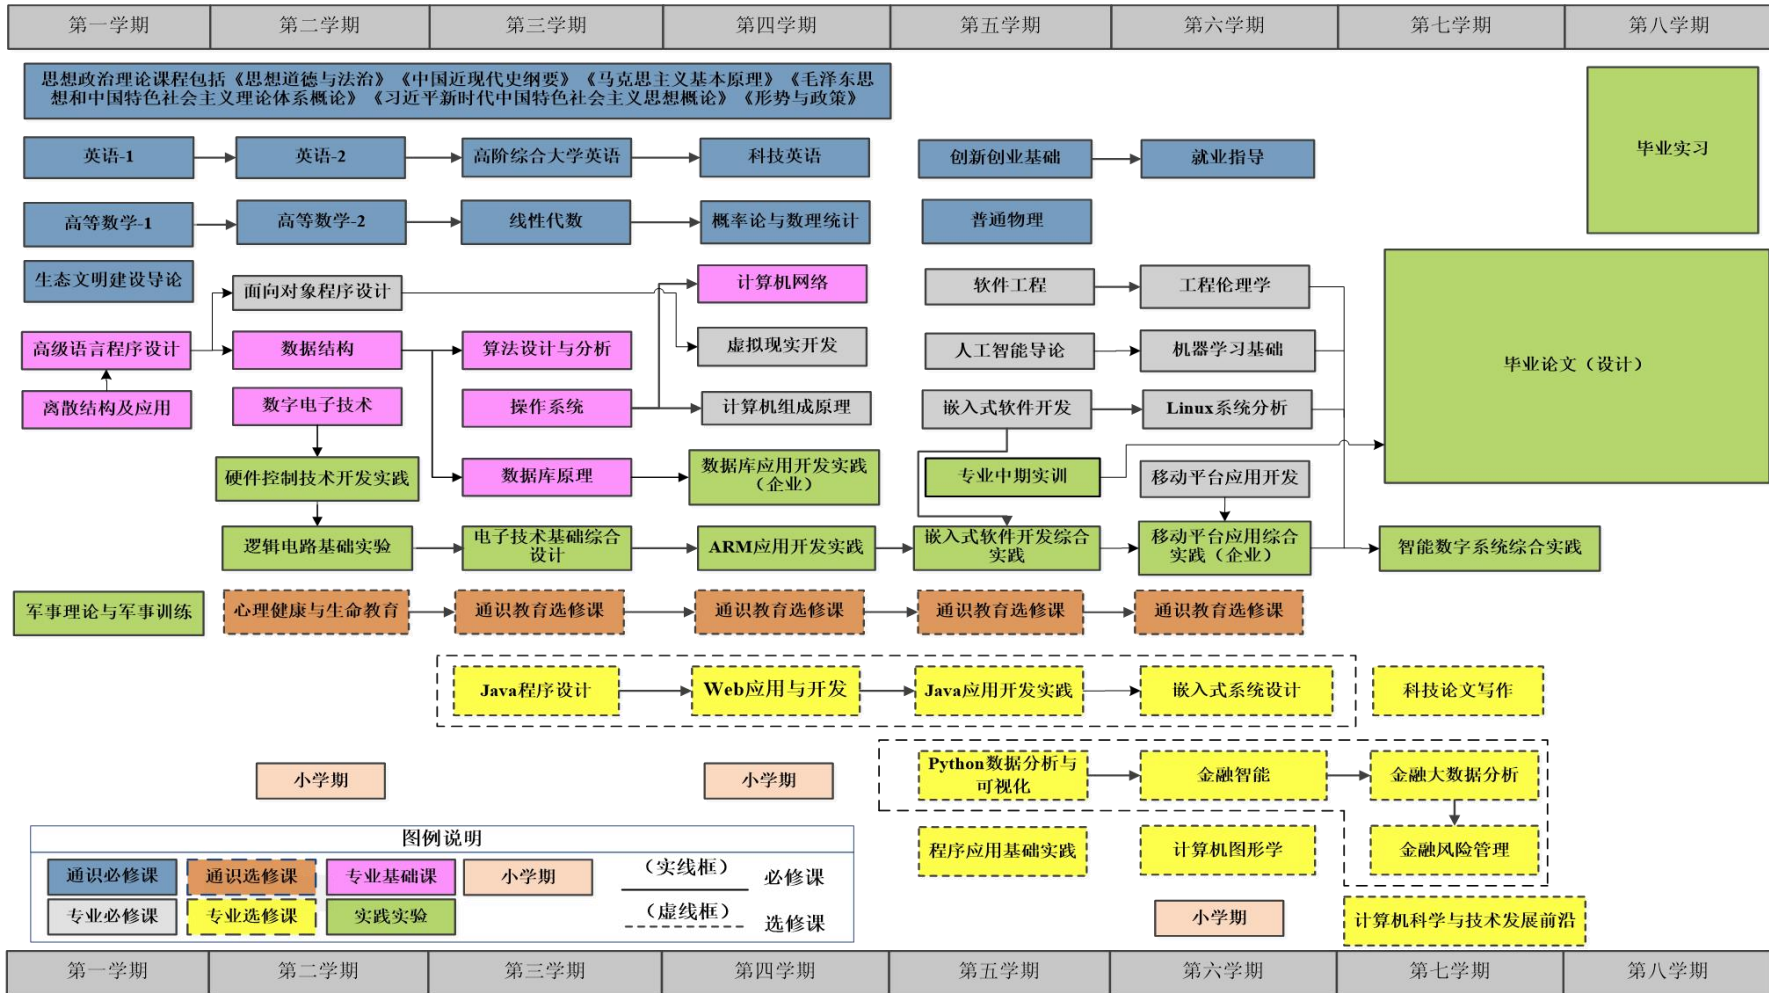 第一学期
第二学期
第三学期
第四学期
第五学期
第六学期
第七学期
第八学期
思想政治理论课程包括《思想道德与法治》《中国近现代史纲要》《马克思主义基本原理》《毛泽东思
想和中国特色社会主义理论体系概论》《习近平新时代中国特色社会主义思想概论》《形势与政策》
毕业实习
英语-1
英语-2
高阶综合大学英语
科技英语
创新创业基础
就业指导
高等数学-1
高等数学-2
线性代数
概率论与数理统计
普通物理
生态文明建设导论
面向对象程序设计
计算机网络
软件工程
工程伦理学
高级语言程序设计
数据结构
算法设计与分析
虚拟现实开发
人工智能导论
机器学习基础
毕业论文（设计）
离散结构及应用
数字电子技术
操作系统
计算机组成原理
嵌入式软件开发
Linux系统分析
硬件控制技术开发实践
数据库原理
数据库应用开发实践
（企业）
专业中期实训
移动平台应用开发
逻辑电路基础实验
电子技术基础综合
设计
ARM应用开发实践
嵌入式软件开发综合
实践
移动平台应用综合
实践（企业）
智能数字系统综合实践
军事理论与军事训练
心理健康与生命教育
通识教育选修课
通识教育选修课
通识教育选修课
通识教育选修课
Java程序设计
Web应用与开发
Java应用开发实践
嵌入式系统设计
科技论文写作
小学期
小学期
Python数据分析与
可视化
金融智能
金融大数据分析
程序应用基础实践
计算机图形学
金融风险管理
小学期
计算机科学与技术发展前沿
图例说明
通识必修课
通识选修课
专业基础课
小学期
（实线框）
必修课
专业必修课
专业选修课
实践实验
（虚线框）
选修课
第一学期
第二学期
第三学期
第四学期
第五学期
第六学期
第七学期
第八学期